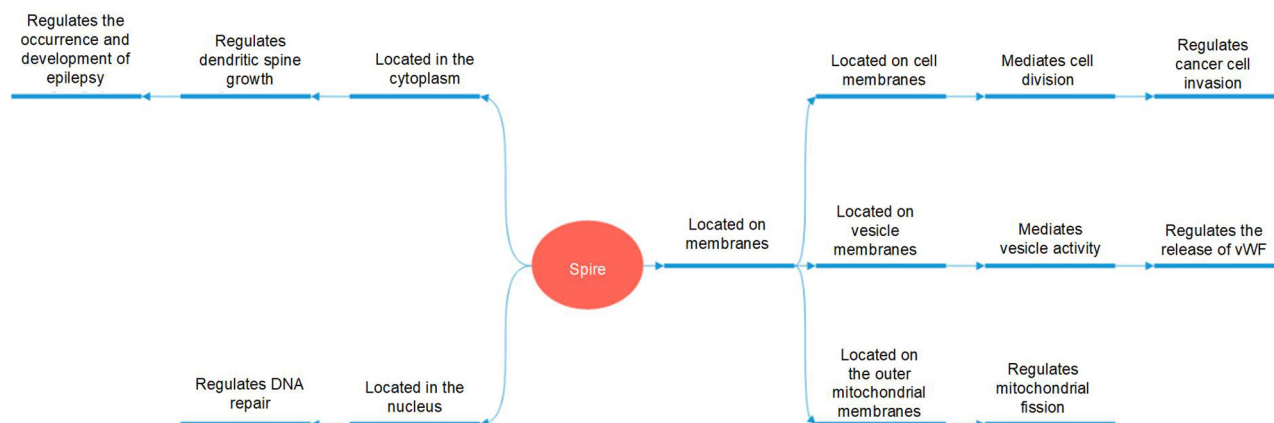 Regulates the
occurrence and
development of
epilepsy
Regulates
dendritic spine
growth
Located in the
cytoplasm
Located on cell
membranes
Mediates cell
division
Regulates
cancer cell
invasion
Spire
Located on
membranes
Located on
vesicle
membranes
Mediates
vesicle activity
Regulates the
release of vWF
Regulates DNA
repair
Located in the
nucleus
Located on
the outer
mitochondrial
membranes
Regulates
mitochondrial
fission